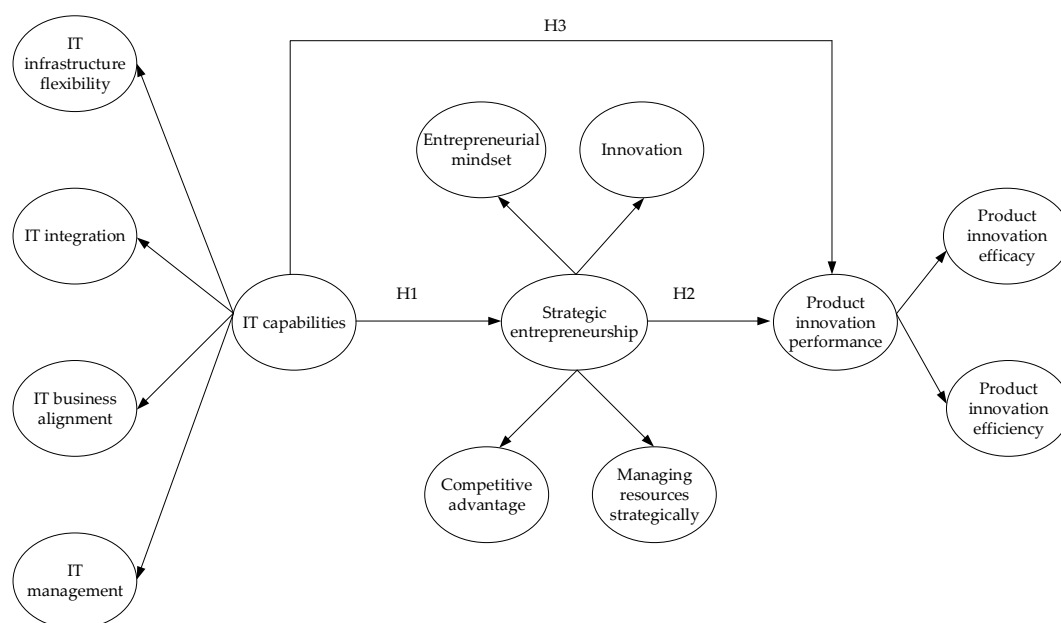 H3
IT
infrastructure
flexibility
Entrepreneurial
mindset
Innovation
IT integration
Product
innovation
efficacy
IT capabilities
H1
Strategic
entrepreneurship
H2
Product
innovation
performance
IT business
alignment
Product
innovation
efficiency
Competitive
advantage
Managing
resources
strategically
IT
management